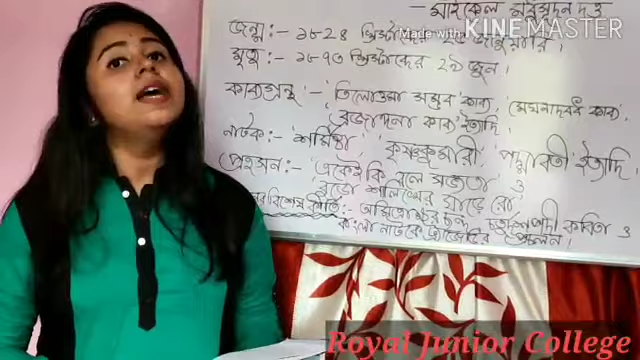 মাইকেল মধুসূদন দত্ত
Made with KINEMASTER
জন্ম:- ১৮২৪ খ্রিস্টাব্দের ২৫ জানুয়ারি।
মৃত্যু:- ১৮৭৩ খ্রিস্টাব্দের ২৯ জুন।
কাব্যগ্রন্থ:- 'তিলোত্তমা সম্ভব কাব্য', মেঘনাদবধ কাব্য,
'ব্রজাঙ্গনা কাব্য' ইত্যাদি
নাটক:- 'শর্মিষ্ঠা' 'কৃষ্ণকুমারী' 'পদ্মাবতী' ইত্যাদি
প্রহসন:- 'একেই কি বলে সভ্যতা' ও
'বুড়ো শালিখের ঘাড়ে রোঁ'
বিশেষ কীর্তি:- অমিত্রাক্ষর ছন্দ, চতুর্দশপদী কবিতা ও
বাংলা নাটকে ট্রাজেডির প্রচলন।
Royal Junior College